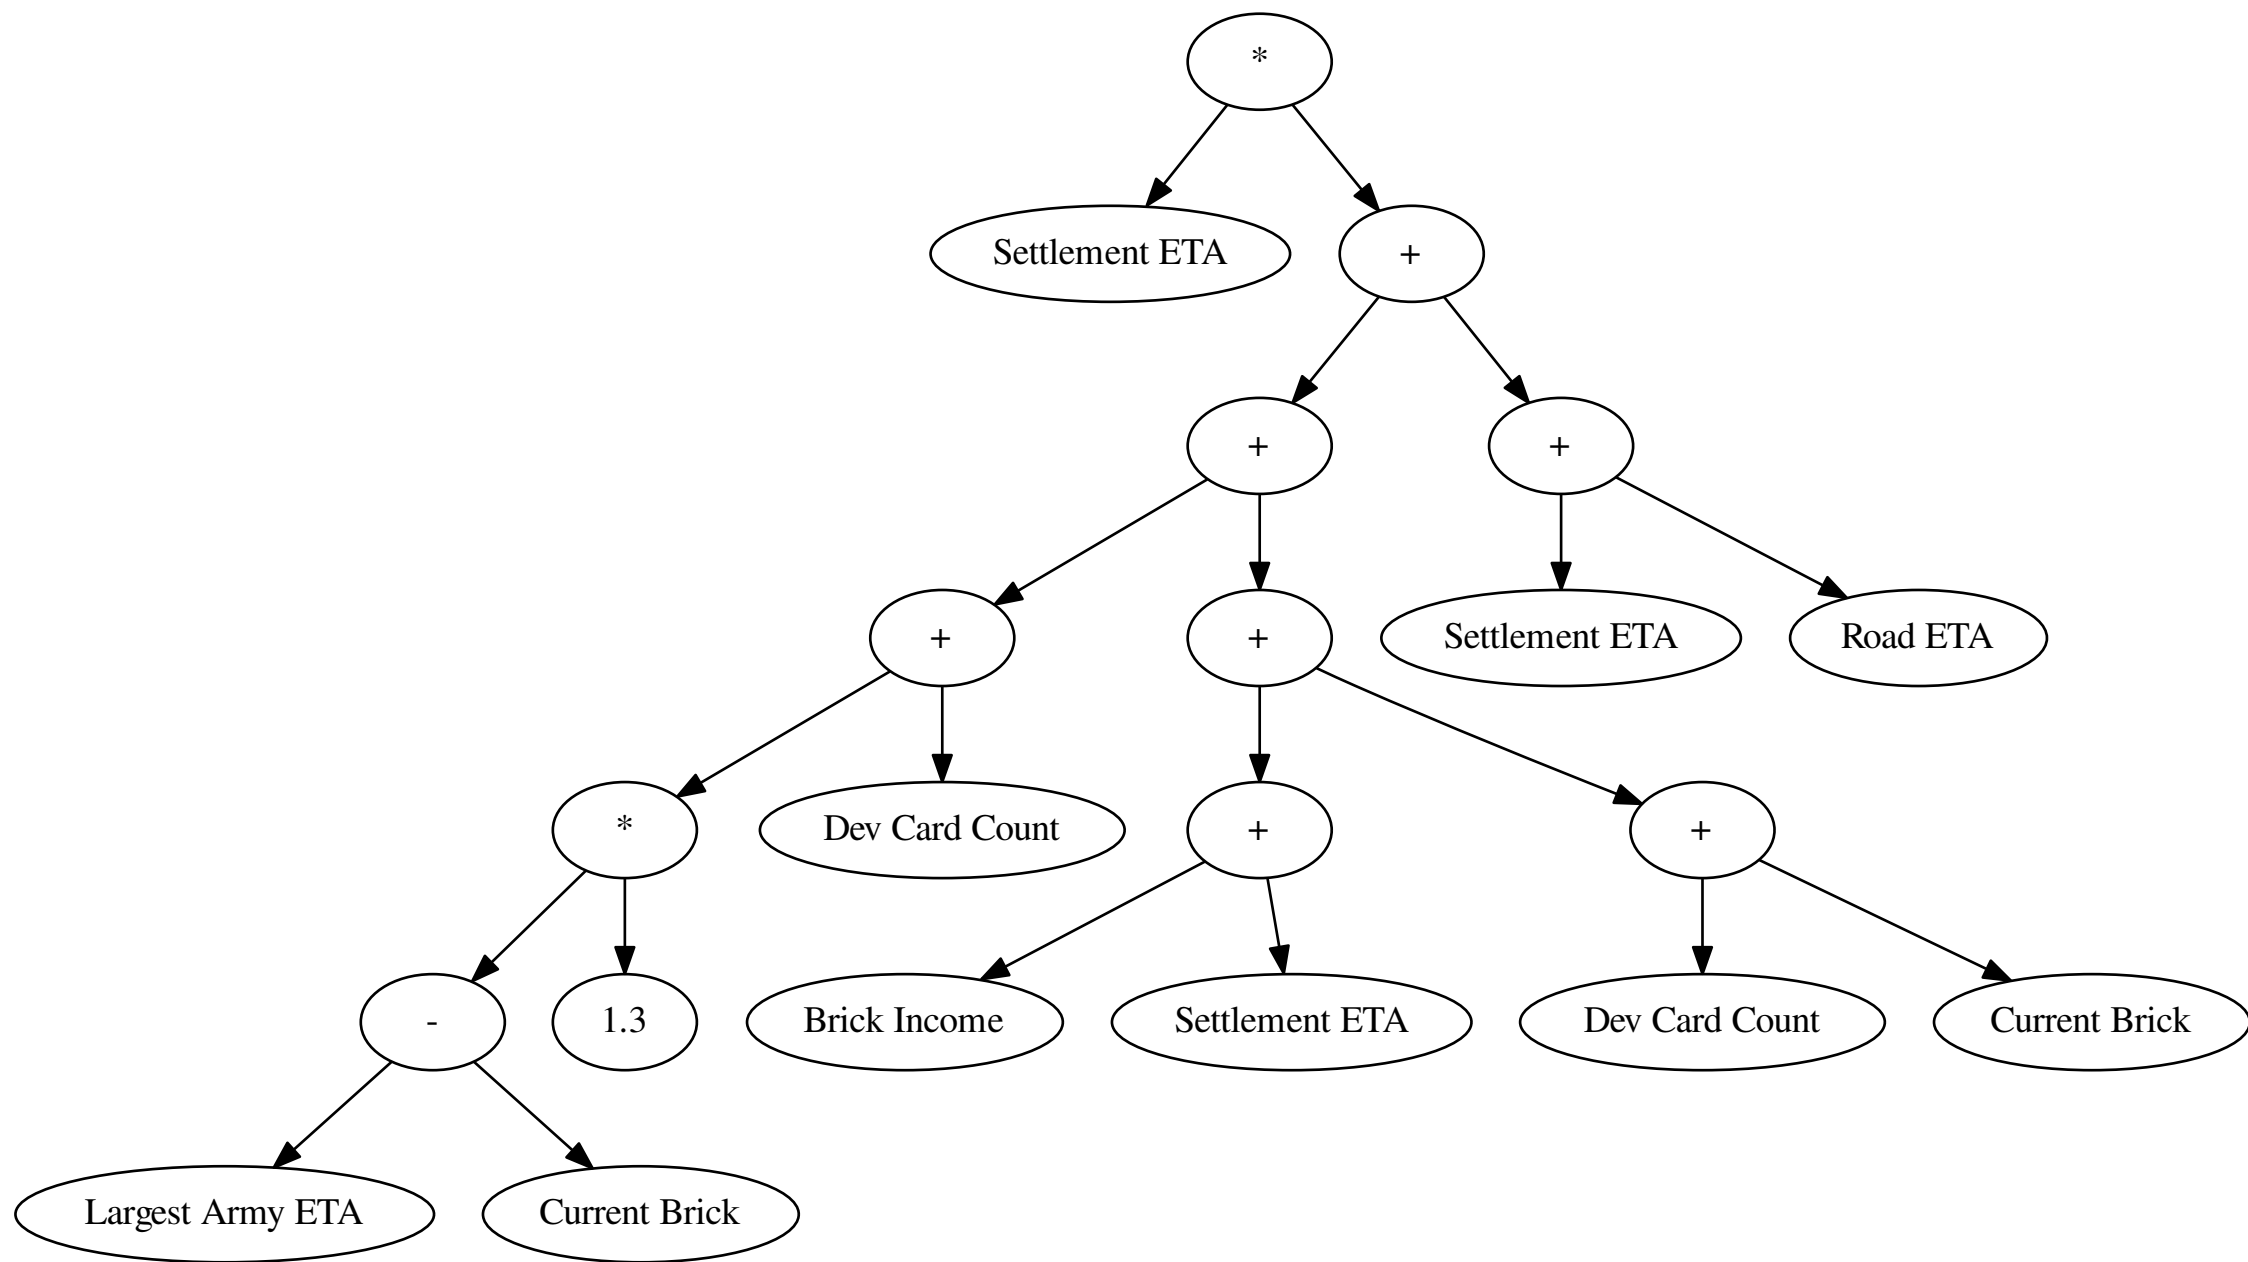 *
Settlement ETA
+
+
+
+
+
Settlement ETA
Road ETA
*
Dev Card Count
+
+
-
1.3
Brick Income
Settlement ETA
Dev Card Count
Current Brick
Largest Army ETA
Current Brick